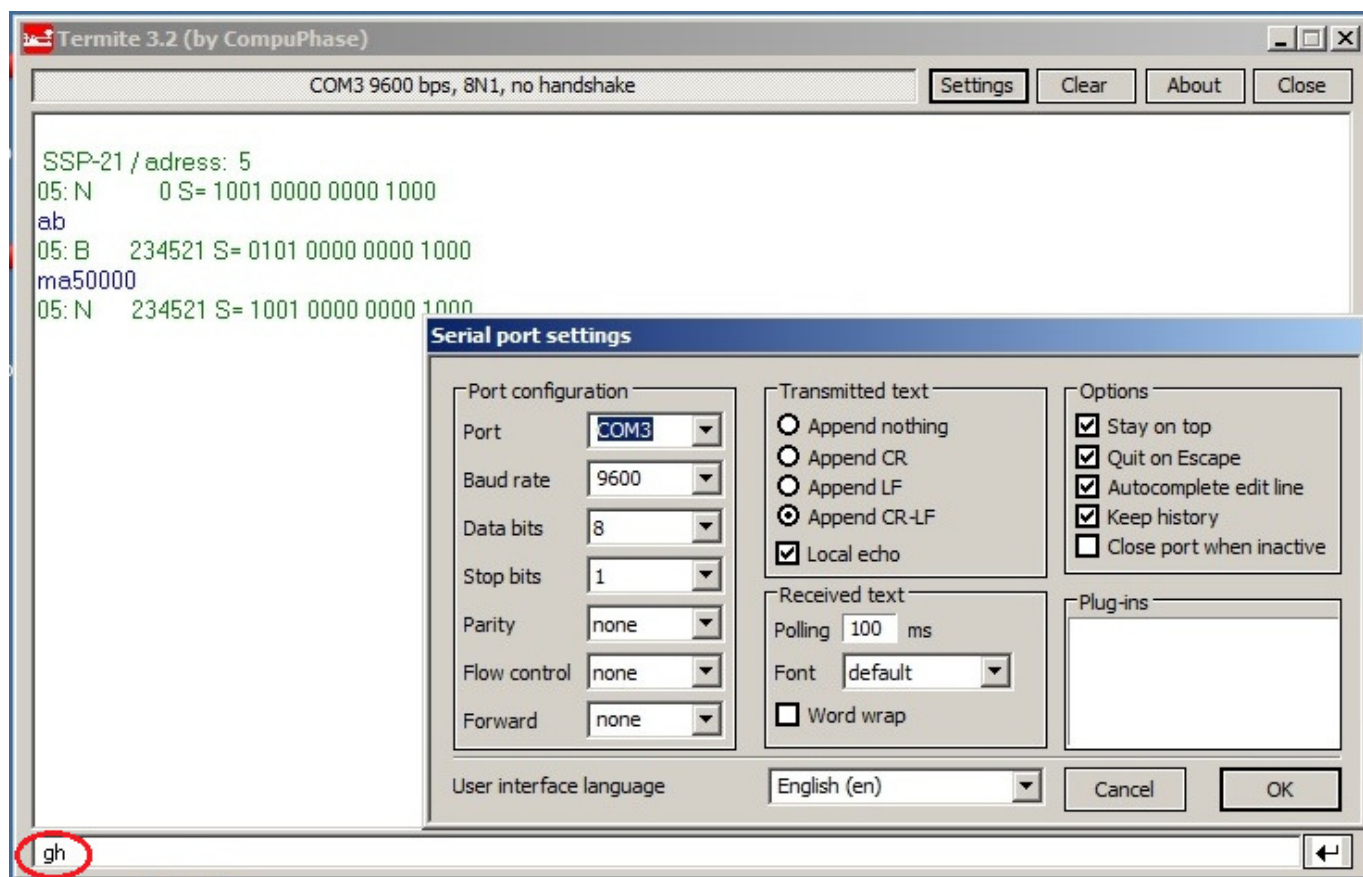 Termite 3.2 (by CompuPhase)
COM3 9600 bps, 8N1, no handshake Settings Clear About Close
SSP-21 / adress: 5
05: N 0 S= 1001 0000 0000 1000
ab
05: B 234521 S= 0101 0000 0000 1000
ma50000
05: N 234521 S= 1001 0000 0000 1000
Serial port settings
Port configuration
Port COM3
Baud rate 9600
Data bits 8
Stop bits 1
Parity none
Flow control none
Forward none
Transmitted text
Append nothing
Append CR
Append LF
Append CR-LF
Local echo
Received text
Polling 100 ms
Font default
Word wrap
Options
Stay on top
Quit on Escape
Autocomplete edit line
Keep history
Close port when inactive
Plug-ins
User interface language English (en) Cancel OK
gh